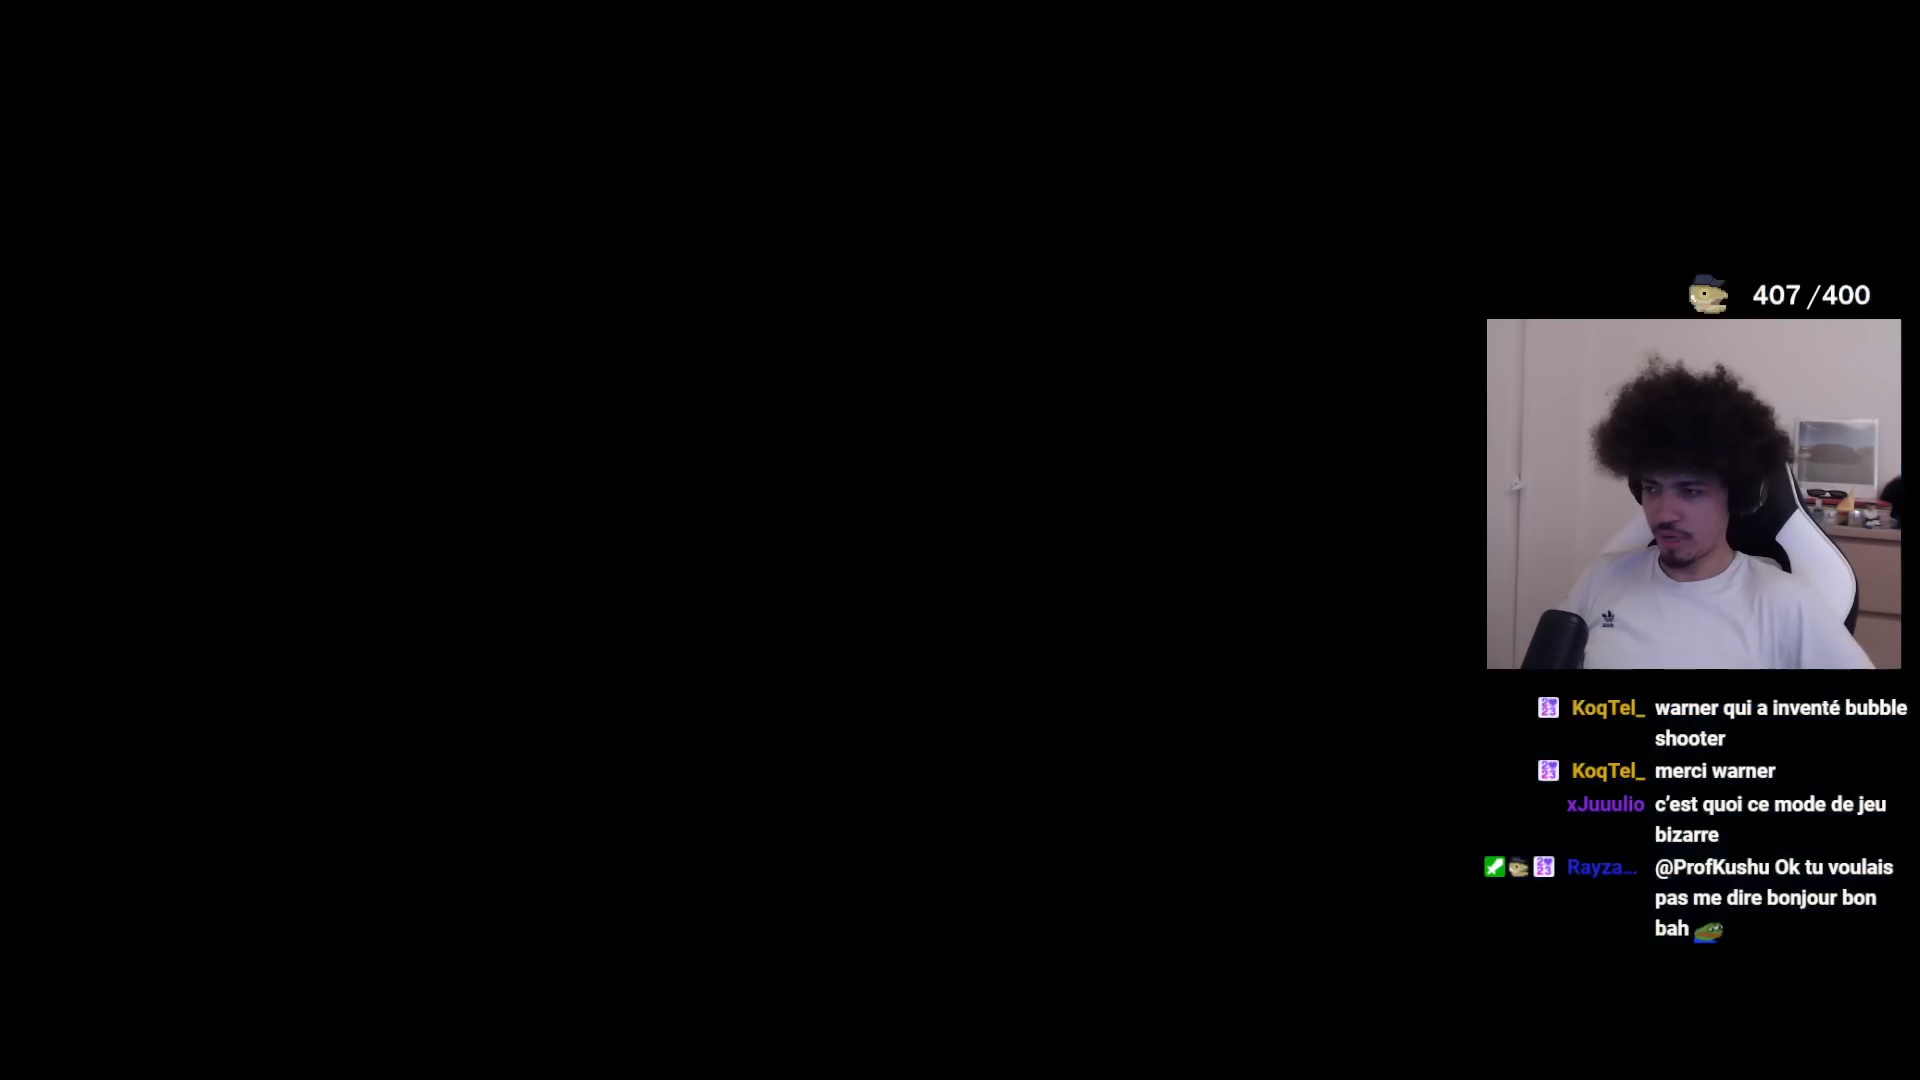 407 /400
KoqTel_ warner qui a inventé bubble
shooter
KoqTel_ merci warner
xJuuulio c’est quoi ce mode de jeu
bizarre
Rayza... @ProfKushu Ok tu voulais
pas me dire bonjour bon
bah